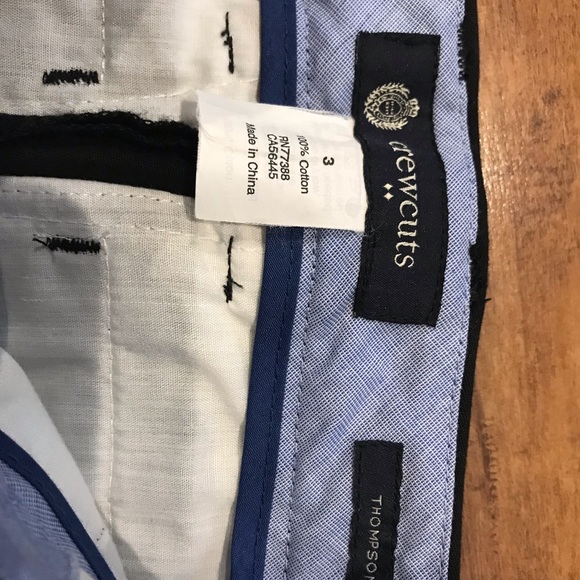 crewcuts
3
100% Cotton
RN77388
CA56445
Made in China
THOMPSON